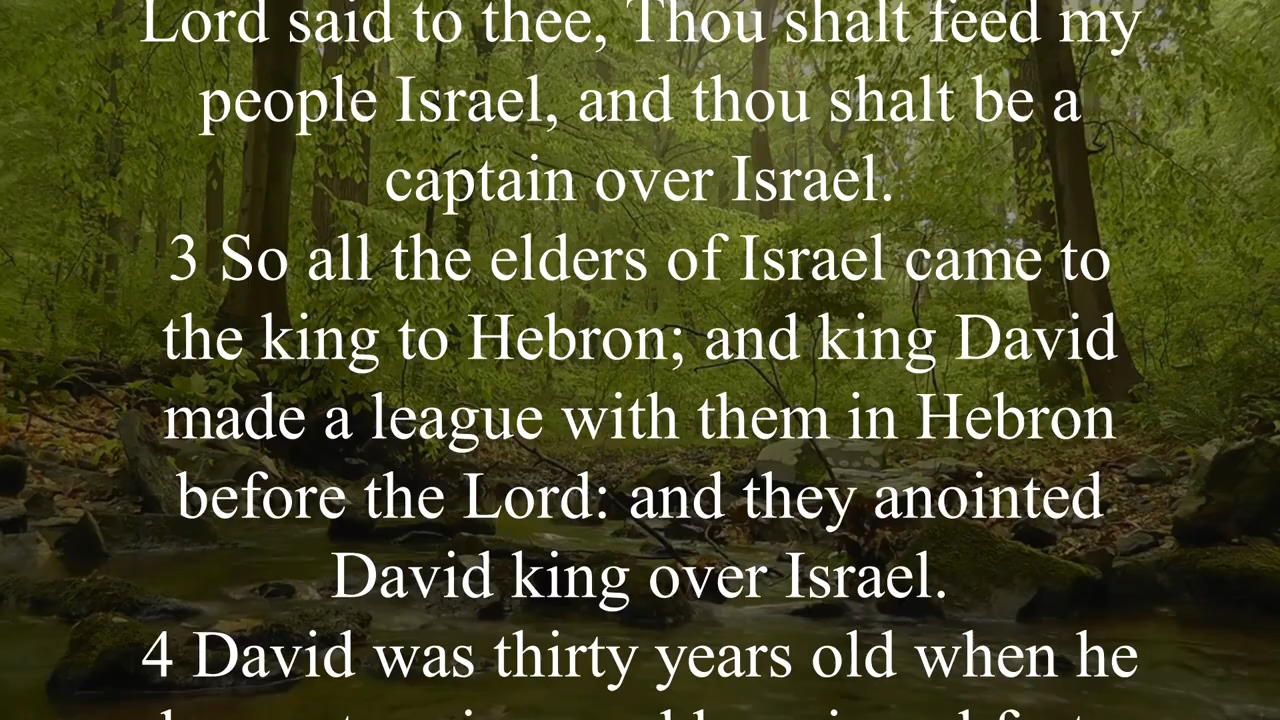 Lord said to thee, Thou shalt feed my
people Israel, and thou shalt be a
captain over Israel.
3 So all the elders of Israel came to
the king to Hebron; and king David
made a league with them in Hebron
before the Lord: and they anointed
David king over Israel.
4 David was thirty years old when he